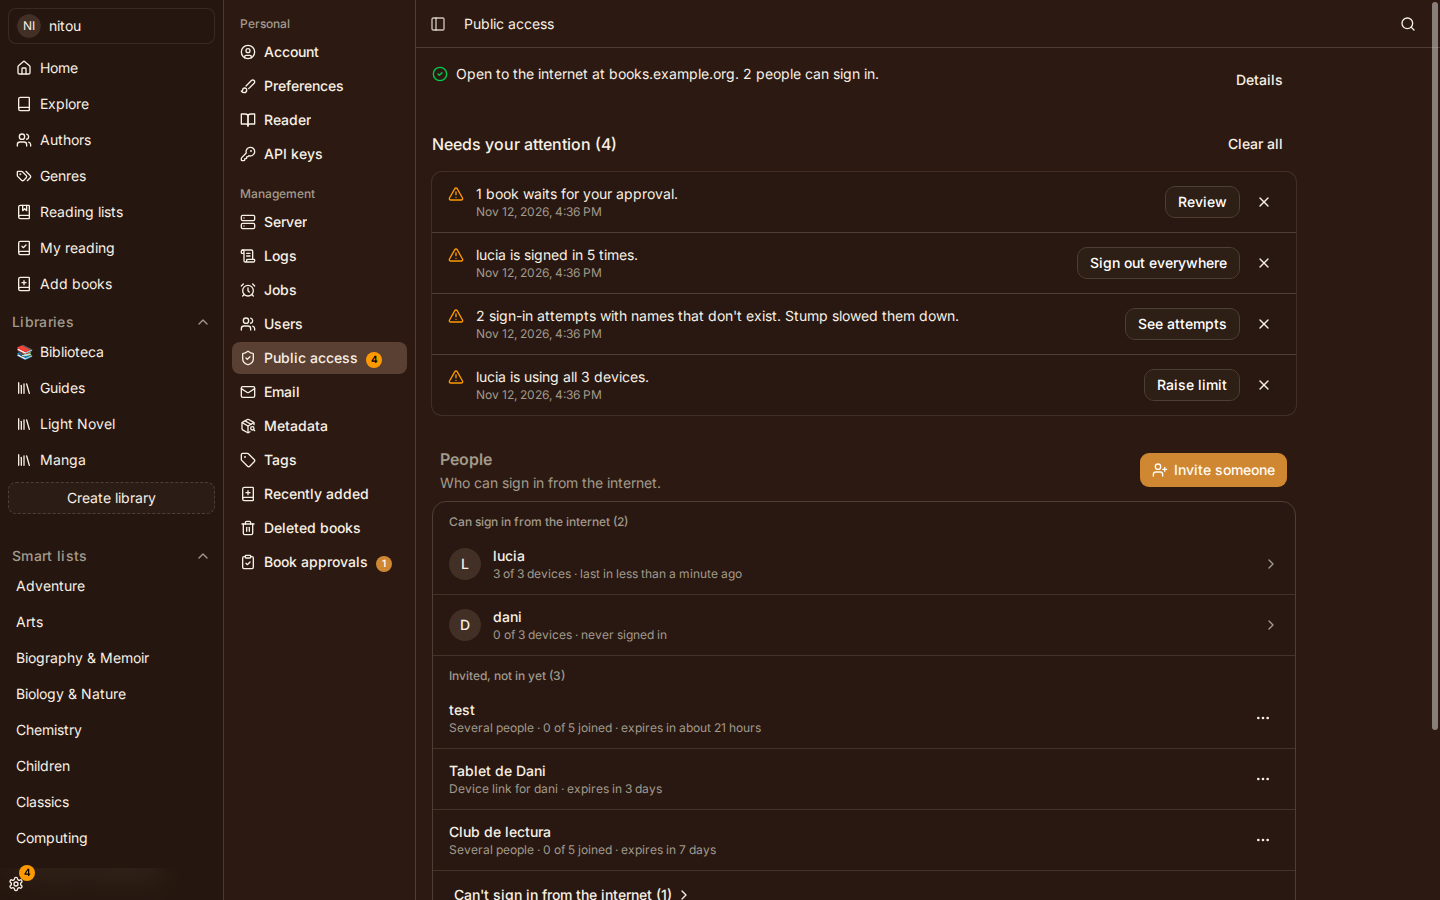 NI nitou
Home
Explore
Authors
Genres
Reading lists
My reading
Add books
Libraries
Biblioteca
Guides
Light Novel
Manga
Create library
Smart lists
Adventure
Arts
Biography & Memoir
Biology & Nature
Chemistry
Children
Classics
Computing
4
Personal
Account
Preferences
Reader
API keys
Management
Server
Logs
Jobs
Users
Public access 4
Email
Metadata
Tags
Recently added
Deleted books
Book approvals 1
Public access
Open to the internet at books.example.org. 2 people can sign in.
Details
Needs your attention (4)
Clear all
1 book waits for your approval.
Nov 12, 2026, 4:36 PM
Review
lucia is signed in 5 times.
Nov 12, 2026, 4:36 PM
Sign out everywhere
2 sign-in attempts with names that don't exist. Stump slowed them down.
Nov 12, 2026, 4:36 PM
See attempts
lucia is using all 3 devices.
Nov 12, 2026, 4:36 PM
Raise limit
People
Who can sign in from the internet.
Invite someone
Can sign in from the internet (2)
L
lucia
3 of 3 devices · last in less than a minute ago
D
dani
0 of 3 devices · never signed in
Invited, not in yet (3)
test
Several people · 0 of 5 joined · expires in about 21 hours
Tablet de Dani
Device link for dani · expires in 3 days
Club de lectura
Several people · 0 of 5 joined · expires in 7 days
Can't sign in from the internet (1)